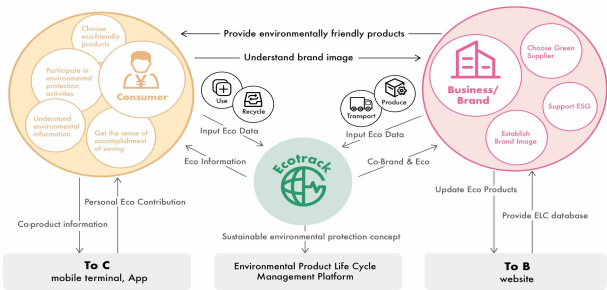 Provide environmentally friendly products
Understand brand image
Choose
eco-friendly
products
Participate in
environmental
protection
activities
Consumer
Understand
environmental
information
Get the sense of
accomplishment
of saving
Use
Recycle
Input Eco Data
Eco Information
Transport
Produce
Input Eco Data
Co-Brand & Eco
Ecotrack
Business/
Brand
Choose Green
Supplier
Support ESG
Establish
Brand Image
Personal Eco Contribution
Co-product information
Update Eco Products
Provide ELC database
Sustainable environmental protection concept
To C
mobile terminal, App
Environmental Product Life Cycle
Management Platform
To B
website